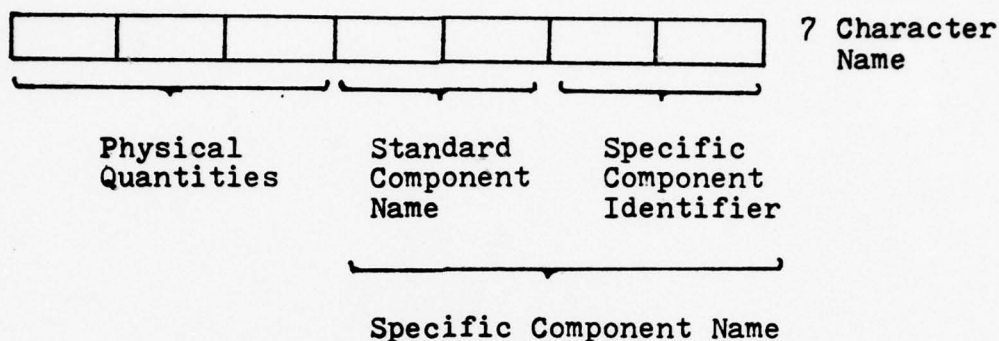 7 Character
Name
Physical
Quantities
Standard
Component
Name
Specific
Component
Identifier
Specific Component Name